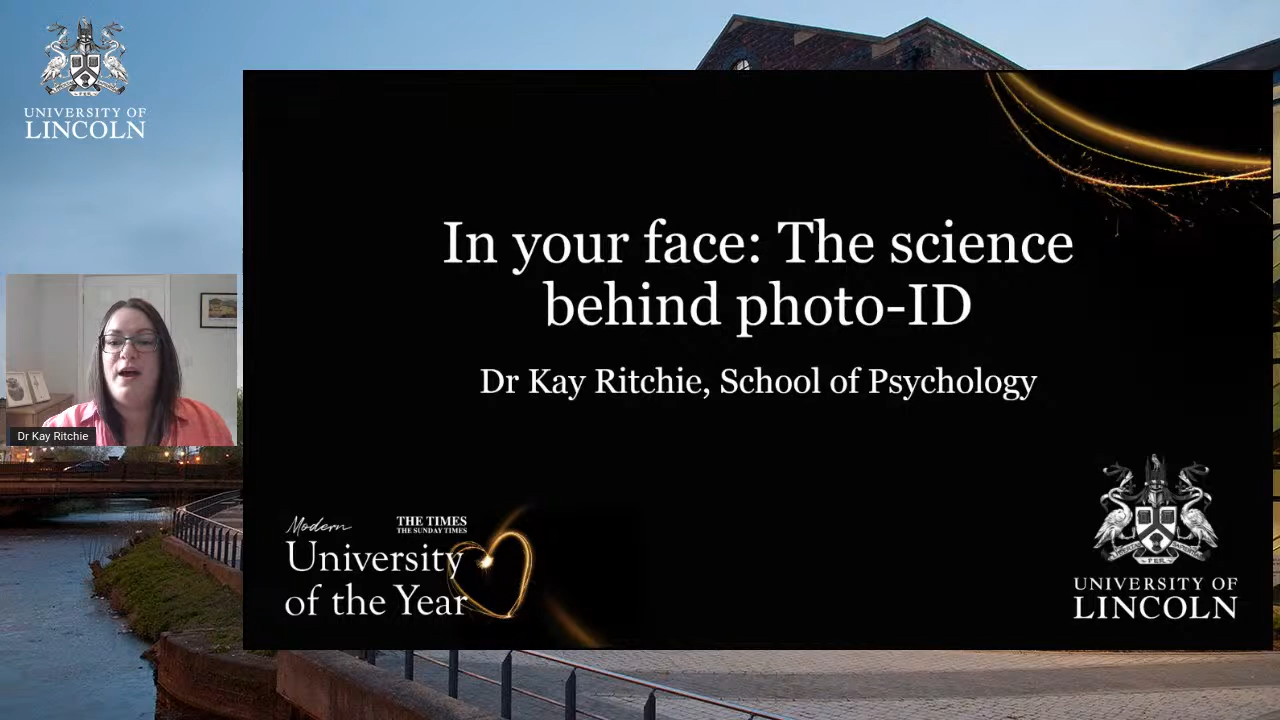 UNIVERSITY OF
LINCOLN
In your face: The science
behind photo-ID
Dr Kay Ritchie, School of Psychology
Dr Kay Ritchie
Modern
THE TIMES
THE SUNDAY TIMES
University
of the Year
UNIVERSITY OF
LINCOLN